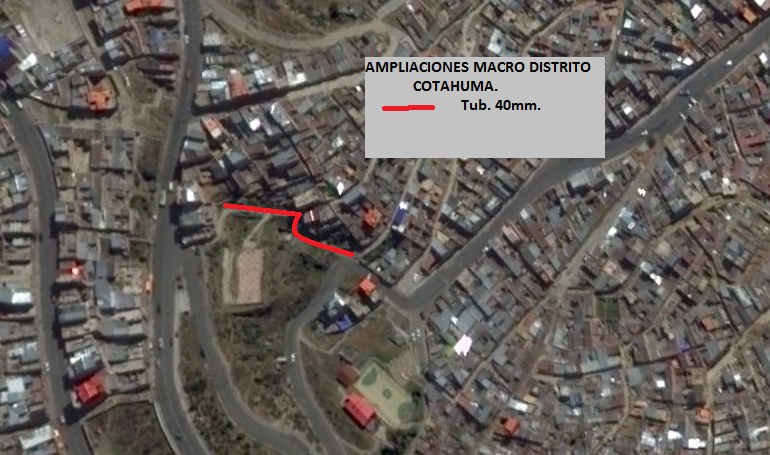 AMPLIACIONES MACRO DISTRITO
COTAHUMA.
Tub. 40mm.